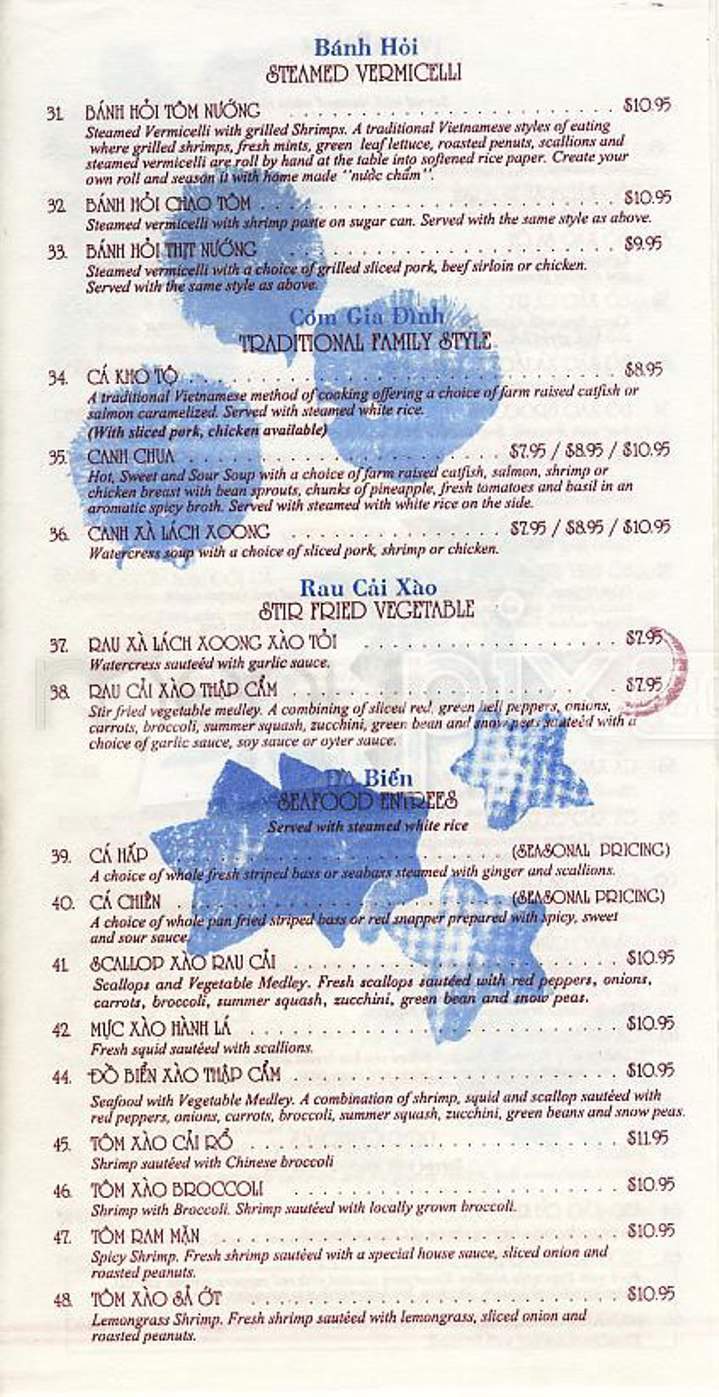 Bánh Hỏi
STEAMED VERMICELLI
31. BÁNH HỎI TÔM NƯỚNG . . . . . . . . . . . . . . . . . . . . . . . . . $10.95
Steamed Vermicelli with grilled Shrimps. A traditional Vietnamese styles of eating
where grilled shrimps, fresh mints, green leaf lettuce, roasted penuts, scallions and
steamed vermicelli are roll by hand at the table into softened rice paper. Create your
own roll and season it with home made "nước chấm".
32. BÁNH HỎI CHẠO TÔM . . . . . . . . . . . . . . . . . . . . . . . . . . . $10.95
Steamed vermicelli with shrimp paste on sugar can. Served with the same style as above.
33. BÁNH HỎI THỊT NƯỚNG . . . . . . . . . . . . . . . . . . . . . . . . . $9.95
Steamed vermicelli with a choice of grilled sliced pork, beef sirloin or chicken.
Served with the same style as above.
Cơm Gia Đình
TRADITIONAL FAMILY STYLE
34. CÁ KHO TỘ . . . . . . . . . . . . . . . . . . . . . . . . . . . . . . . . $8.95
A traditional Vietnamese method of cooking offering a choice of farm raised catfish or
salmon caramelized. Served with steamed white rice.
(With sliced pork, chicken available)
35. CANH CHUA . . . . . . . . . . . . . . . . . . . . . . . . $7.95 / $8.95 / $10.95
Hot, Sweet and Sour Soup with a choice of farm raised catfish, salmon, shrimp or
chicken breast with bean sprouts, chunks of pineapple, fresh tomatoes and basil in an
aromatic spicy broth. Served with steamed with white rice on the side.
36. CANH XÀ LÁCH XOONG . . . . . . . . . . . . . . . . $7.95 / $8.95 / $10.95
Watercress soup with a choice of sliced pork, shrimp or chicken.
Rau Cải Xào
STIR FRIED VEGETABLE
37. RAU XÀ LÁCH XOONG XÀO TỎI . . . . . . . . . . . . . . . . . . . $7.95
Watercress sauteéd with garlic sauce.
38. RAU CẢI XÀO THẬP CẨM . . . . . . . . . . . . . . . . . . . . . . . . $7.95
Stir fried vegetable medley. A combining of sliced red, green bell peppers, onions,
carrots, broccoli, summer squash, zucchini, green bean and snow peas sauteéd with a
choice of garlic sauce, soy sauce or oyter sauce.
Đồ Biển
SEAFOOD ENTREES
Served with steamed white rice
39. CÁ HẤP . . . . . . . . . . . . . . . . . . . . . . . . . (SEASONAL PRICING)
A choice of whole fresh striped bass or seabass steamed with ginger and scallions.
40. CÁ CHIÊN . . . . . . . . . . . . . . . . . . . . . . . . (SEASONAL PRICING)
A choice of whole pan fried striped bass or red snapper prepared with spicy, sweet
and sour sauce.
41. SCALLOP XÀO RAU CẢI . . . . . . . . . . . . . . . . . . . . . . . . . $10.95
Scallops and Vegetable Medley. Fresh scallops sautéed with red peppers, onions,
carrots, broccoli, summer squash, zucchini, green bean and snow peas.
42. MỰC XÀO HÀNH LÁ . . . . . . . . . . . . . . . . . . . . . . . . . . . $10.95
Fresh squid sautéed with scallions.
44. ĐỒ BIỂN XÀO THẬP CẨM . . . . . . . . . . . . . . . . . . . . . . . . $10.95
Seafood with Vegetable Medley. A combination of shrimp, squid and scallop sautéed with
red peppers, onions, carrots, broccoli, summer squash, zucchini, green beans and snow peas.
45. TÔM XÀO CẢI RỔ . . . . . . . . . . . . . . . . . . . . . . . . . . . . $11.95
Shrimp sautéed with Chinese broccoli
46. TÔM XÀO BROCCOLI . . . . . . . . . . . . . . . . . . . . . . . . . $10.95
Shrimp with Broccoli. Shrimp sautéed with locally grown broccoli.
47. TÔM RAM MẶN . . . . . . . . . . . . . . . . . . . . . . . . . . . . . $10.95
Spicy Shrimp. Fresh shrimp sautéed with a special house sauce, sliced onion and
roasted peanuts.
48. TÔM XÀO SẢ ỚT . . . . . . . . . . . . . . . . . . . . . . . . . . . . $10.95
Lemongrass Shrimp. Fresh shrimp sautéed with lemongrass, sliced onion and
roasted peanuts.